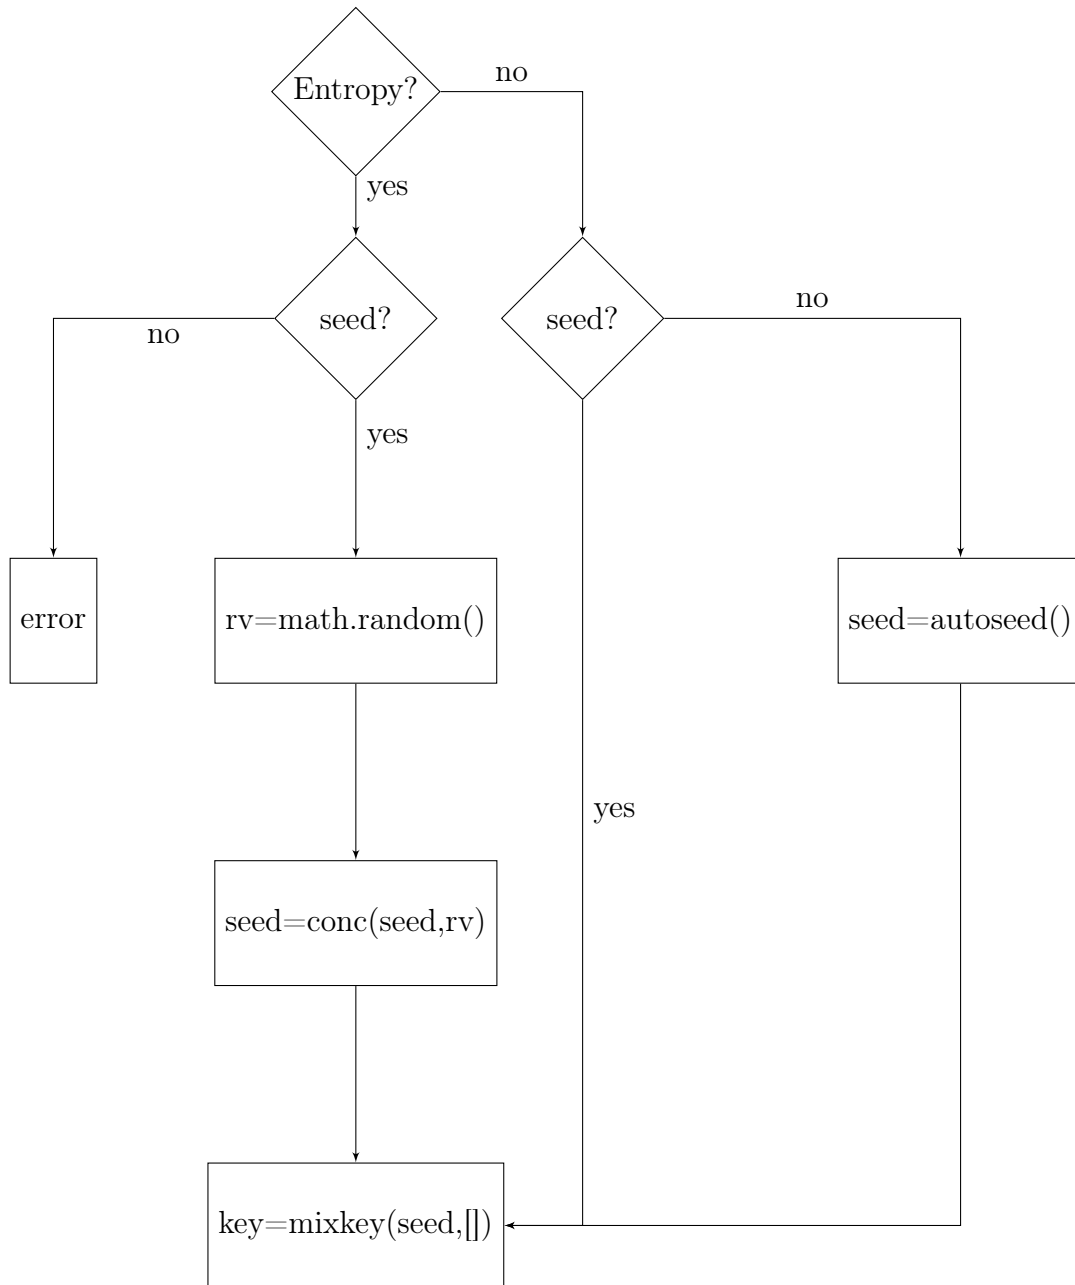 Entropy?
no
yes
seed?
seed?
no
no
yes
error
rv=math.random()
seed=autoseed()
yes
seed=conc(seed,rv)
key=mixkey(seed,[])